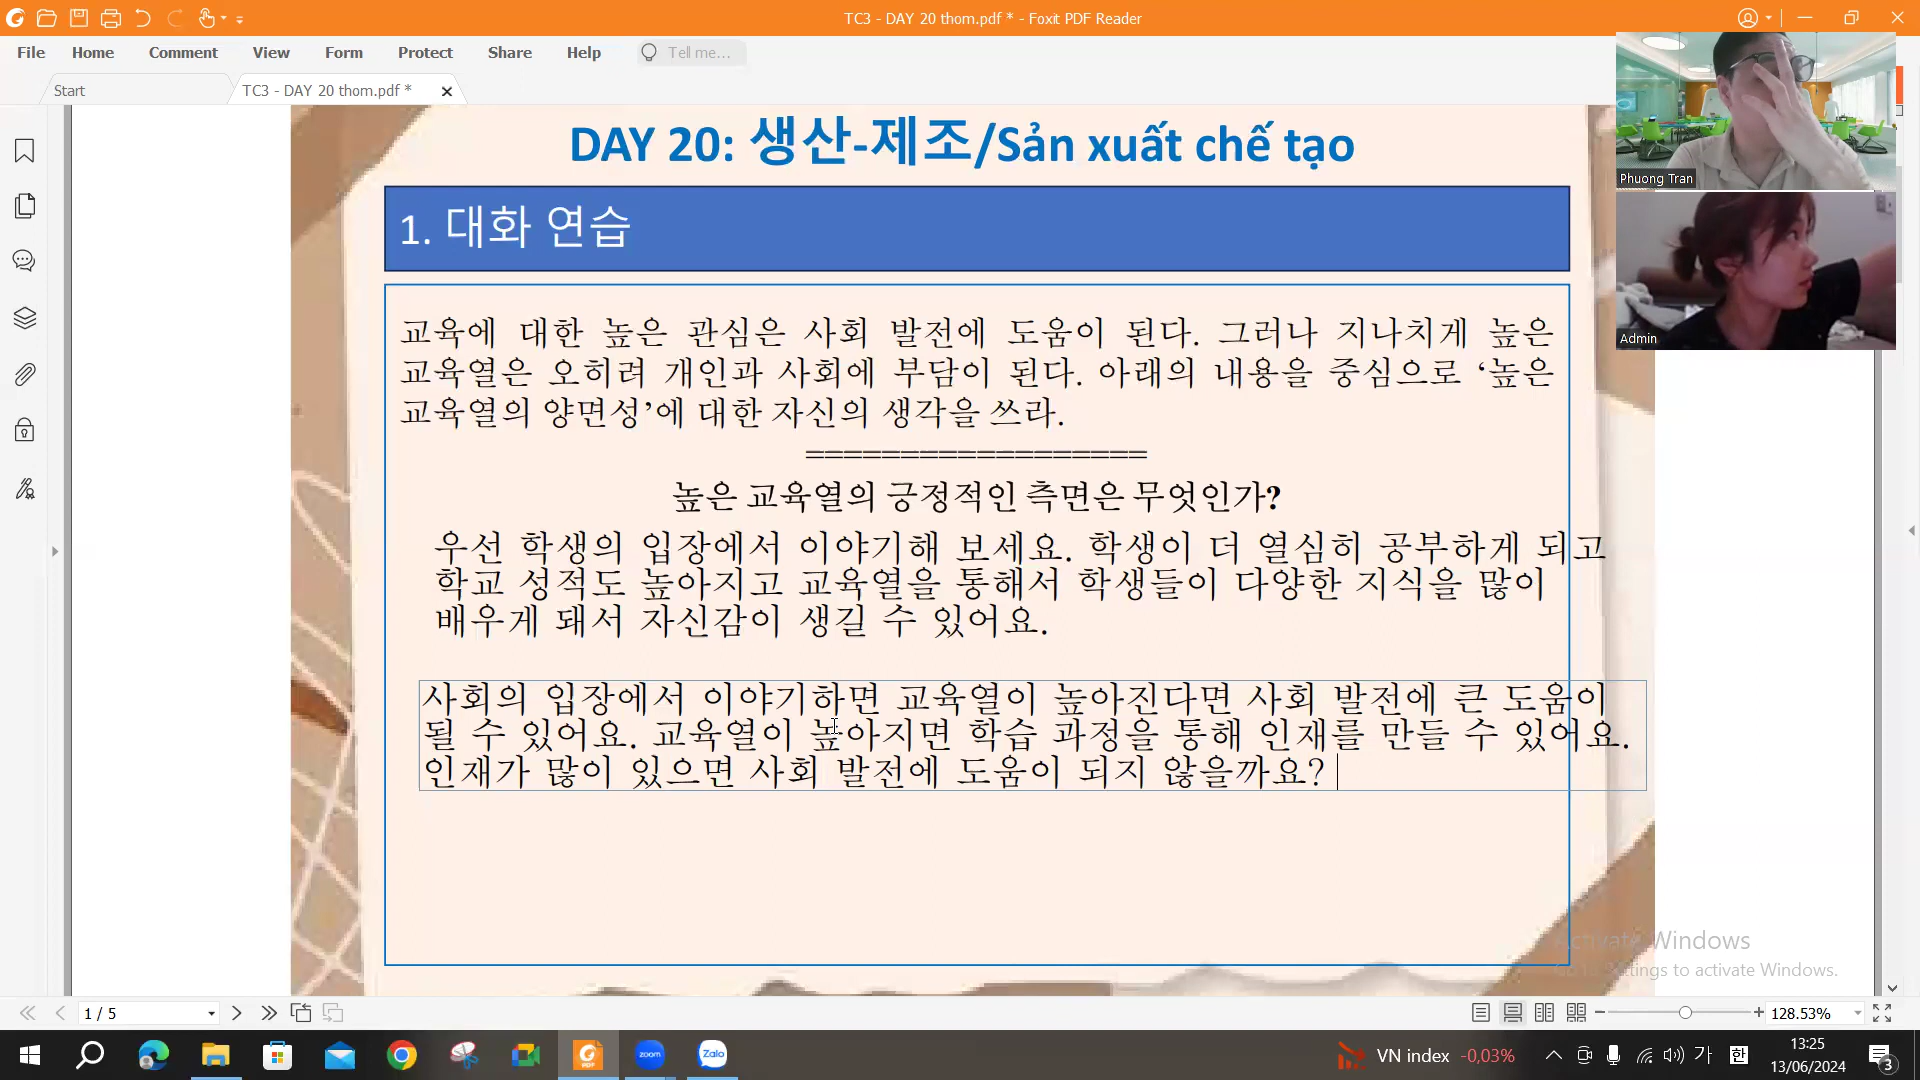 TC3 - DAY 20 thom.pdf * - Foxit PDF Reader
File Home Comment View Form Protect Share Help Tell me...
Start TC3 - DAY 20 thom.pdf *
DAY 20: 생산-제조/Sản xuất chế tạo
1. 대화 연습
교육에 대한 높은 관심은 사회 발전에 도움이 된다. 그러나 지나치게 높은
교육열은 오히려 개인과 사회에 부담이 된다. 아래의 내용을 중심으로 ‘높은
교육열의 양면성’에 대한 자신의 생각을 쓰라.
==================
높은 교육열의 긍정적인 측면은 무엇인가?
우선 학생의 입장에서 이야기해 보세요. 학생이 더 열심히 공부하게 되고
학교 성적도 높아지고 교육열을 통해서 학생들이 다양한 지식을 많이
배우게 돼서 자신감이 생길 수 있어요.
사회의 입장에서 이야기하면 교육열이 높아진다면 사회 발전에 큰 도움이
될 수 있어요. 교육열이 높아지면 학습 과정을 통해 인재를 만들 수 있어요.
인재가 많이 있으면 사회 발전에 도움이 되지 않을까요?
Phuong Tran
Admin
Activate Windows
Go to Settings to activate Windows.
1 / 5
128.53%
zoom
Zalo
VN index -0,03%
가 한
13:25
13/06/2024
3